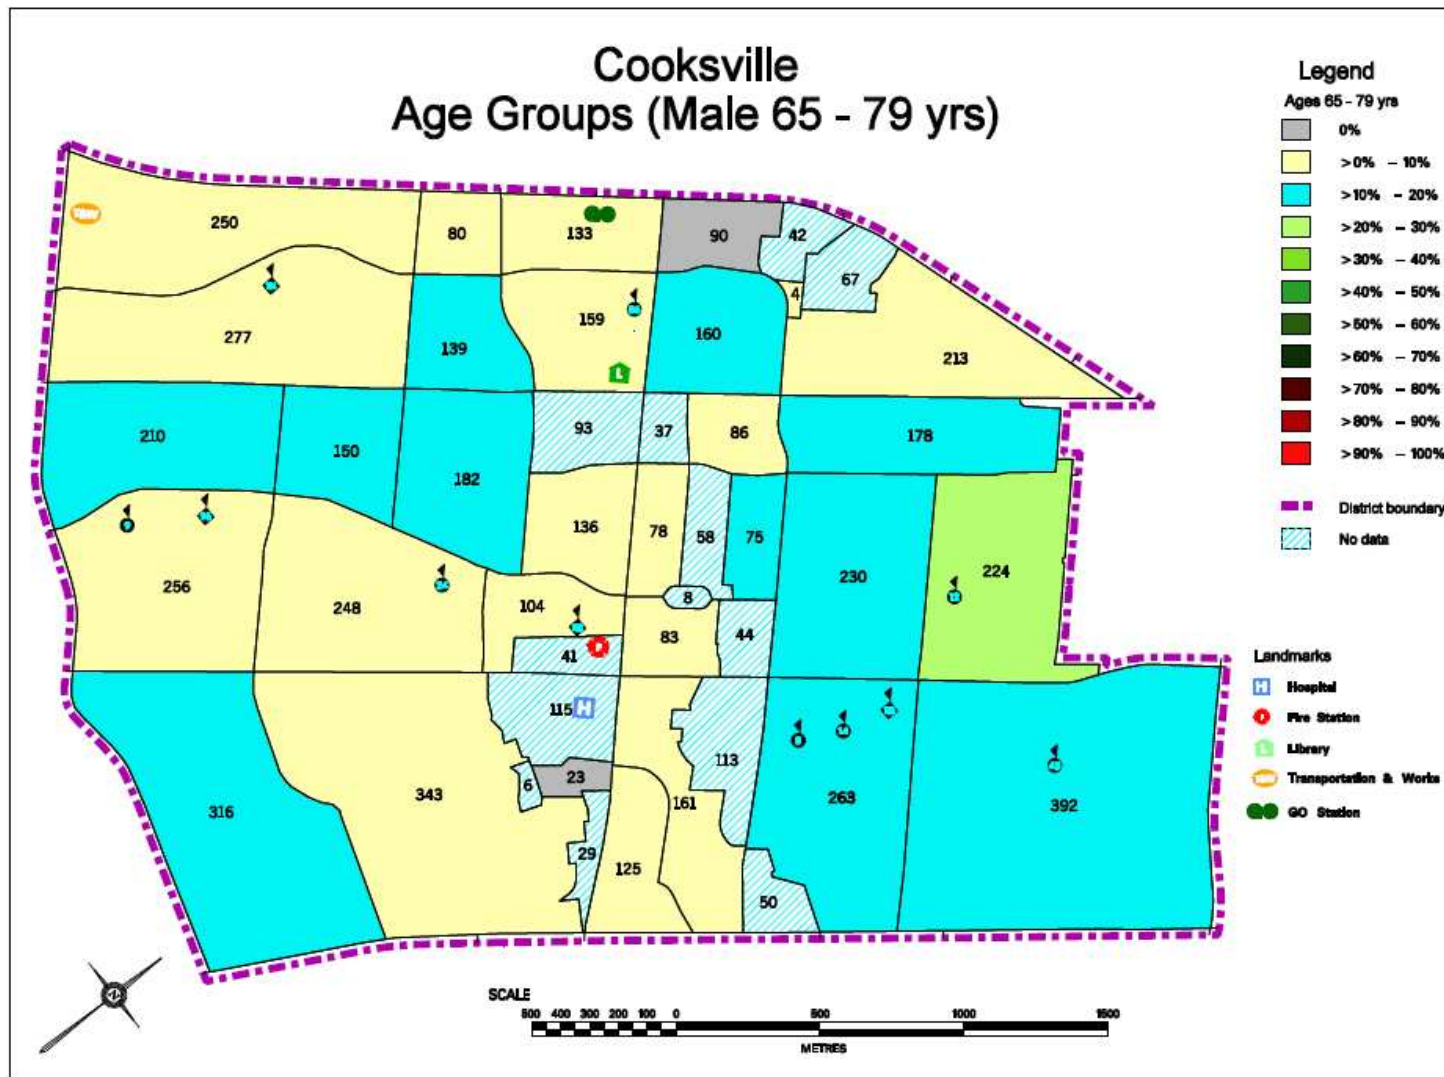 Cooksville
Age Groups (Male 65 - 79 yrs)
Legend
Ages 65 - 79 yrs
0%
>0% - 10%
>10% - 20%
>20% - 30%
>30% - 40%
>40% - 50%
>50% - 60%
>60% - 70%
>70% - 80%
>80% - 90%
>90% - 100%
District boundary
No data
Landmarks
H Hospital
Fire Station
L Library
Transportation & Works
GO Station
250
80
133
90
42
67
4
277
139
159
160
213
L
210
150
182
93
37
86
178
136
78
58
75
230
224
256
248
104
8
83
44
41
115
H
113
316
343
6
23
161
263
392
29
125
50
SCALE
500 400 300 200 100 0 500 1000 1500
METRES